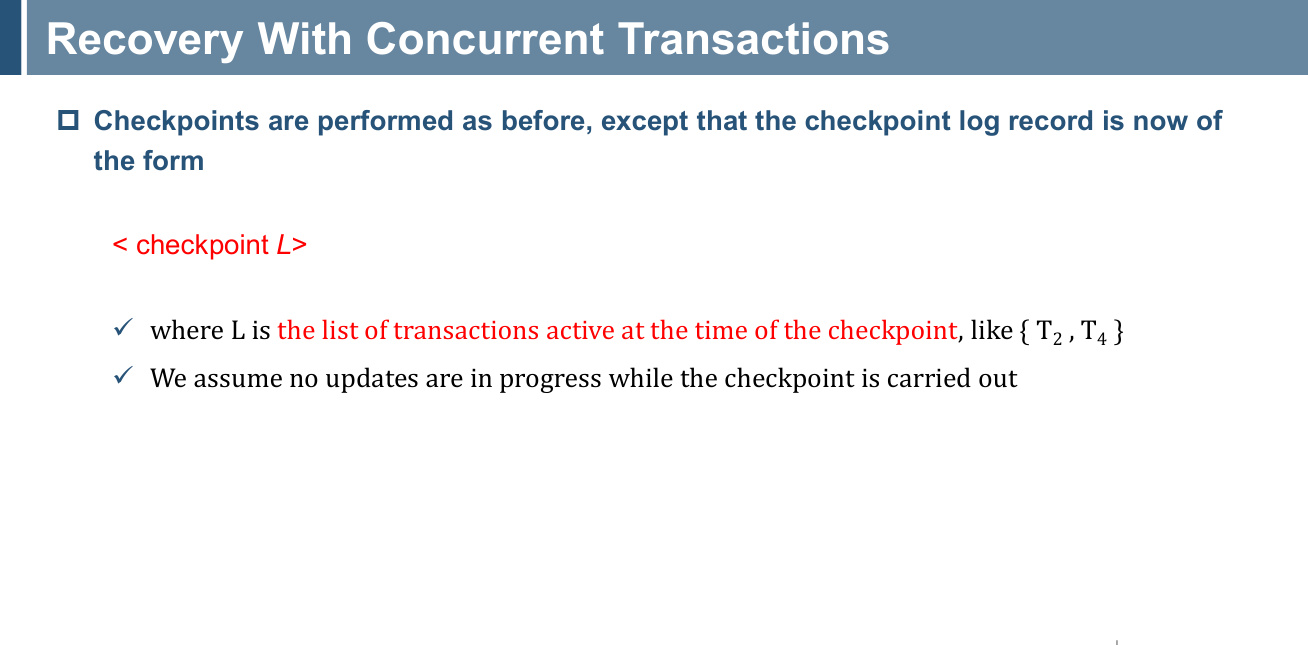 Recovery With Concurrent Transactions
Checkpoints are performed as before, except that the checkpoint log record is now of
the form
< checkpoint L>
where L is the list of transactions active at the time of the checkpoint, like { T₂ , T₄ }
We assume no updates are in progress while the checkpoint is carried out